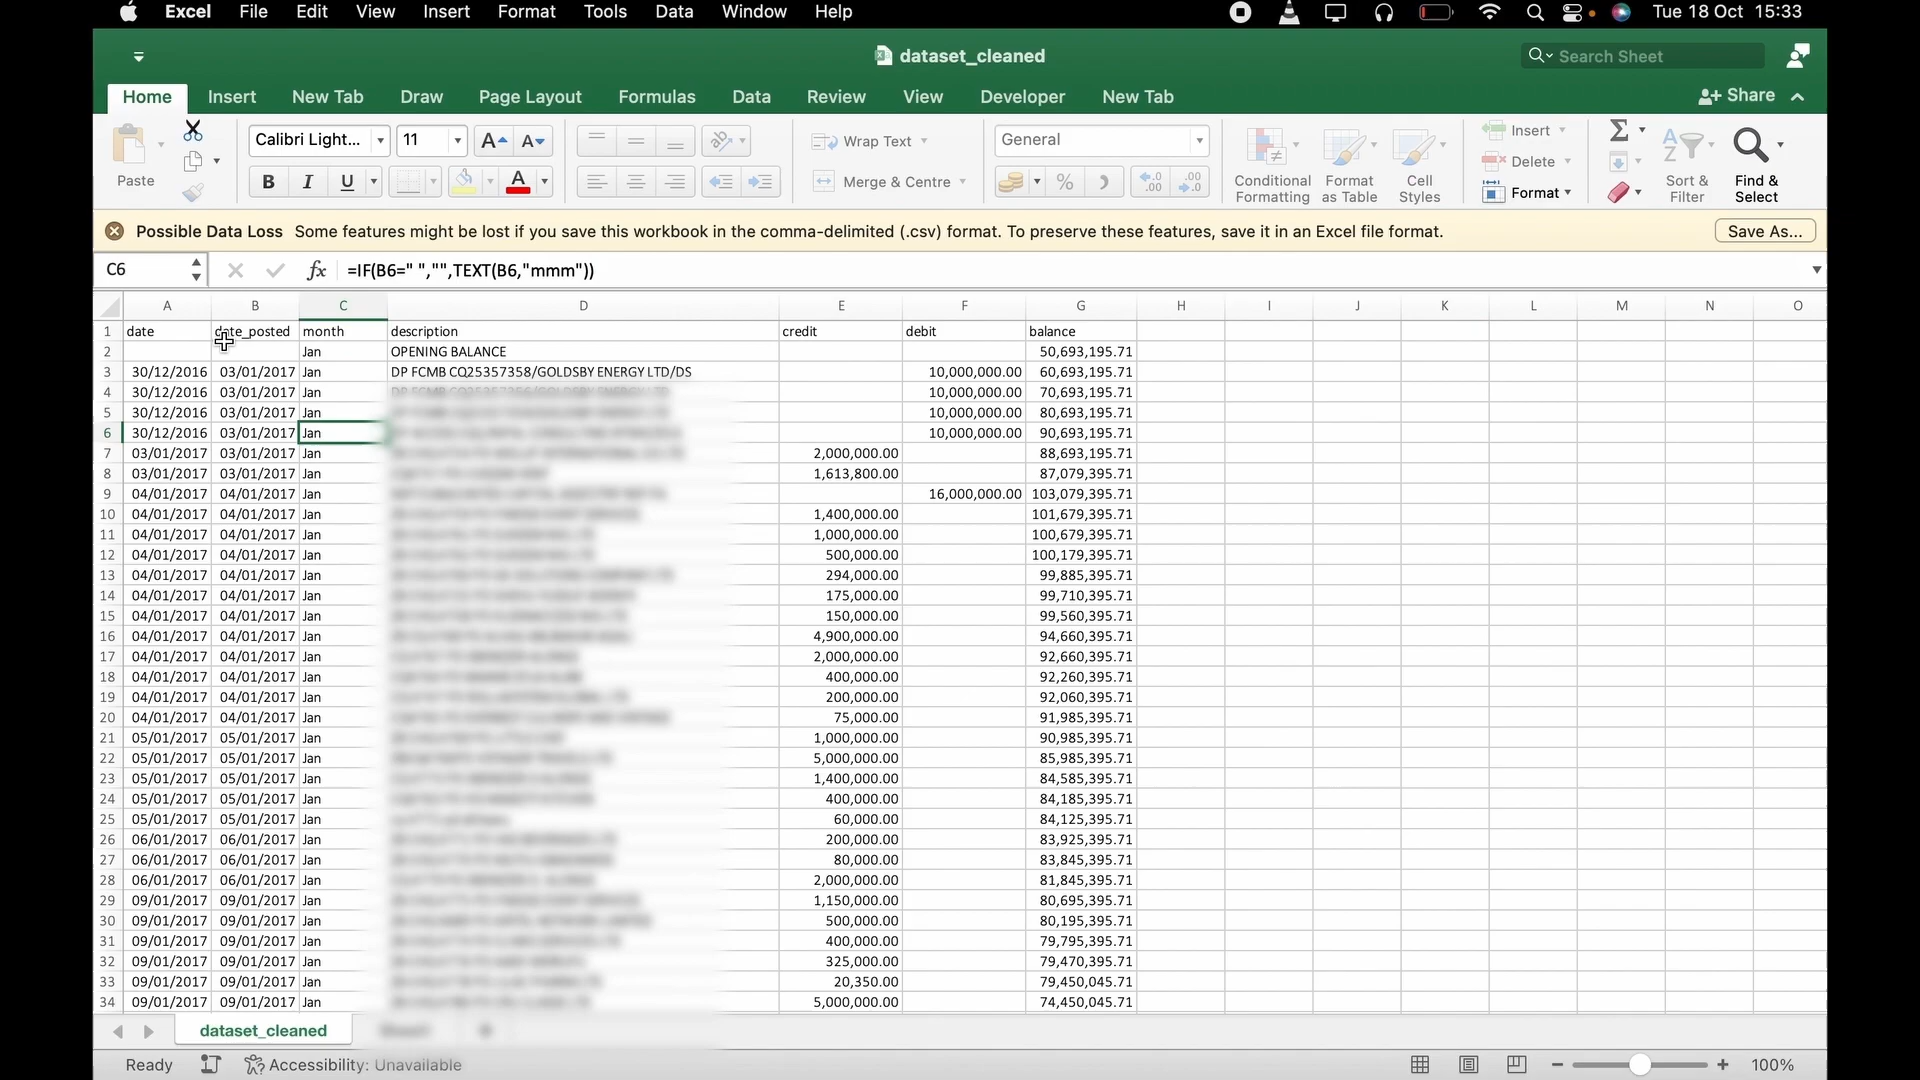 Excel File Edit View Insert Format Tools Data Window Help Tue 18 Oct 15:33
dataset_cleaned
Search Sheet
Home Insert New Tab Draw Page Layout Formulas Data Review View Developer New Tab Share
Paste
Calibri Light... 11
B I U
Wrap Text
Merge & Centre
General
Conditional Formatting
Format as Table
Cell Styles
Insert
Delete
Format
Sort & Filter
Find & Select
Possible Data Loss Some features might be lost if you save this workbook in the comma-delimited (.csv) format. To preserve these features, save it in an Excel file format. Save As...
C6 fx =IF(B6=" ","",TEXT(B6,"mmm"))
A B C D E F G H I J K L M N O
1 date date_posted month description credit debit balance
2 Jan OPENING BALANCE 50,693,195.71
3 30/12/2016 03/01/2017 Jan DP FCMB CQ25357358/GOLDSBY ENERGY LTD/DS 10,000,000.00 60,693,195.71
4 30/12/2016 03/01/2017 Jan 10,000,000.00 70,693,195.71
5 30/12/2016 03/01/2017 Jan 10,000,000.00 80,693,195.71
6 30/12/2016 03/01/2017 Jan 10,000,000.00 90,693,195.71
7 03/01/2017 03/01/2017 Jan 2,000,000.00 88,693,195.71
8 03/01/2017 03/01/2017 Jan 1,613,800.00 87,079,395.71
9 04/01/2017 04/01/2017 Jan 16,000,000.00 103,079,395.71
10 04/01/2017 04/01/2017 Jan 1,400,000.00 101,679,395.71
11 04/01/2017 04/01/2017 Jan 1,000,000.00 100,679,395.71
12 04/01/2017 04/01/2017 Jan 500,000.00 100,179,395.71
13 04/01/2017 04/01/2017 Jan 294,000.00 99,885,395.71
14 04/01/2017 04/01/2017 Jan 175,000.00 99,710,395.71
15 04/01/2017 04/01/2017 Jan 150,000.00 99,560,395.71
16 04/01/2017 04/01/2017 Jan 4,900,000.00 94,660,395.71
17 04/01/2017 04/01/2017 Jan 2,000,000.00 92,660,395.71
18 04/01/2017 04/01/2017 Jan 400,000.00 92,260,395.71
19 04/01/2017 04/01/2017 Jan 200,000.00 92,060,395.71
20 04/01/2017 04/01/2017 Jan 75,000.00 91,985,395.71
21 05/01/2017 05/01/2017 Jan 1,000,000.00 90,985,395.71
22 05/01/2017 05/01/2017 Jan 5,000,000.00 85,985,395.71
23 05/01/2017 05/01/2017 Jan 1,400,000.00 84,585,395.71
24 05/01/2017 05/01/2017 Jan 400,000.00 84,185,395.71
25 05/01/2017 05/01/2017 Jan 60,000.00 84,125,395.71
26 06/01/2017 06/01/2017 Jan 200,000.00 83,925,395.71
27 06/01/2017 06/01/2017 Jan 80,000.00 83,845,395.71
28 06/01/2017 06/01/2017 Jan 2,000,000.00 81,845,395.71
29 09/01/2017 09/01/2017 Jan 1,150,000.00 80,695,395.71
30 09/01/2017 09/01/2017 Jan 500,000.00 80,195,395.71
31 09/01/2017 09/01/2017 Jan 400,000.00 79,795,395.71
32 09/01/2017 09/01/2017 Jan 325,000.00 79,470,395.71
33 09/01/2017 09/01/2017 Jan 20,350.00 79,450,045.71
34 09/01/2017 09/01/2017 Jan 5,000,000.00 74,450,045.71
dataset_cleaned
Ready Accessibility: Unavailable 100%